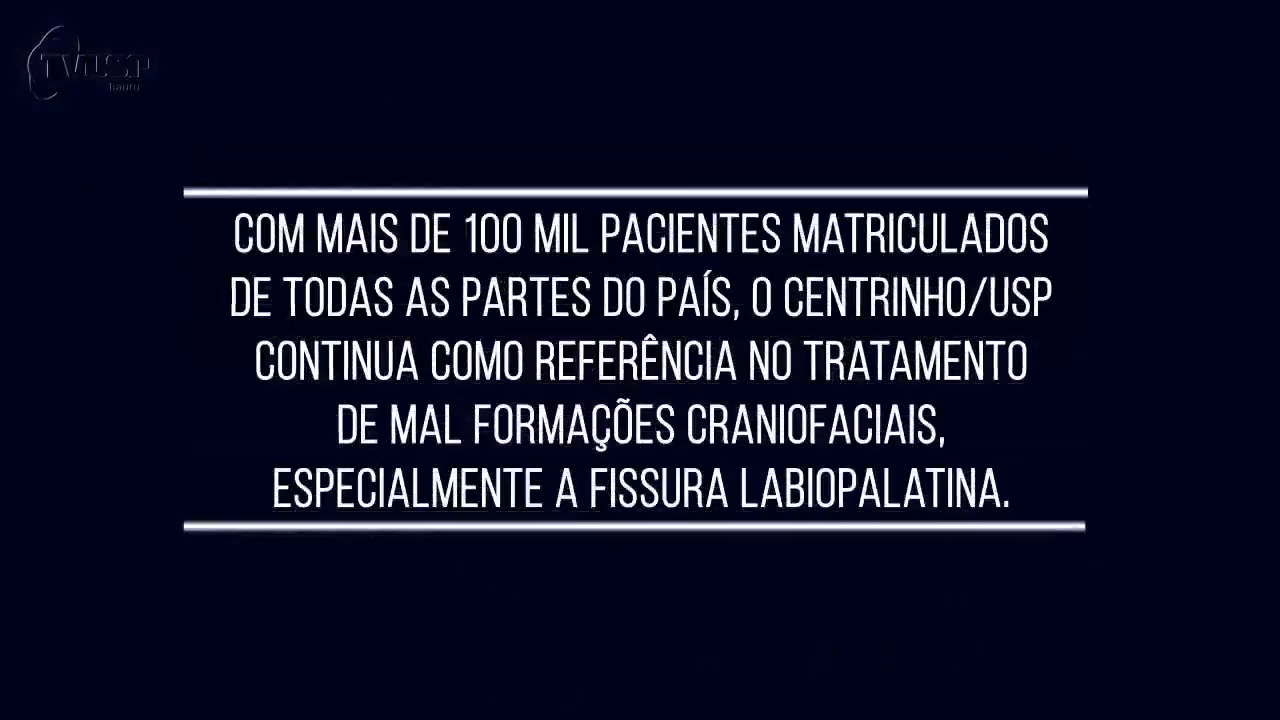 TVUSP
bauru
COM MAIS DE 100 MIL PACIENTES MATRICULADOS
DE TODAS AS PARTES DO PAÍS, O CENTRINHO/USP
CONTINUA COMO REFERÊNCIA NO TRATAMENTO
DE MAL FORMAÇÕES CRANIOFACIAIS,
ESPECIALMENTE A FISSURA LABIOPALATINA.